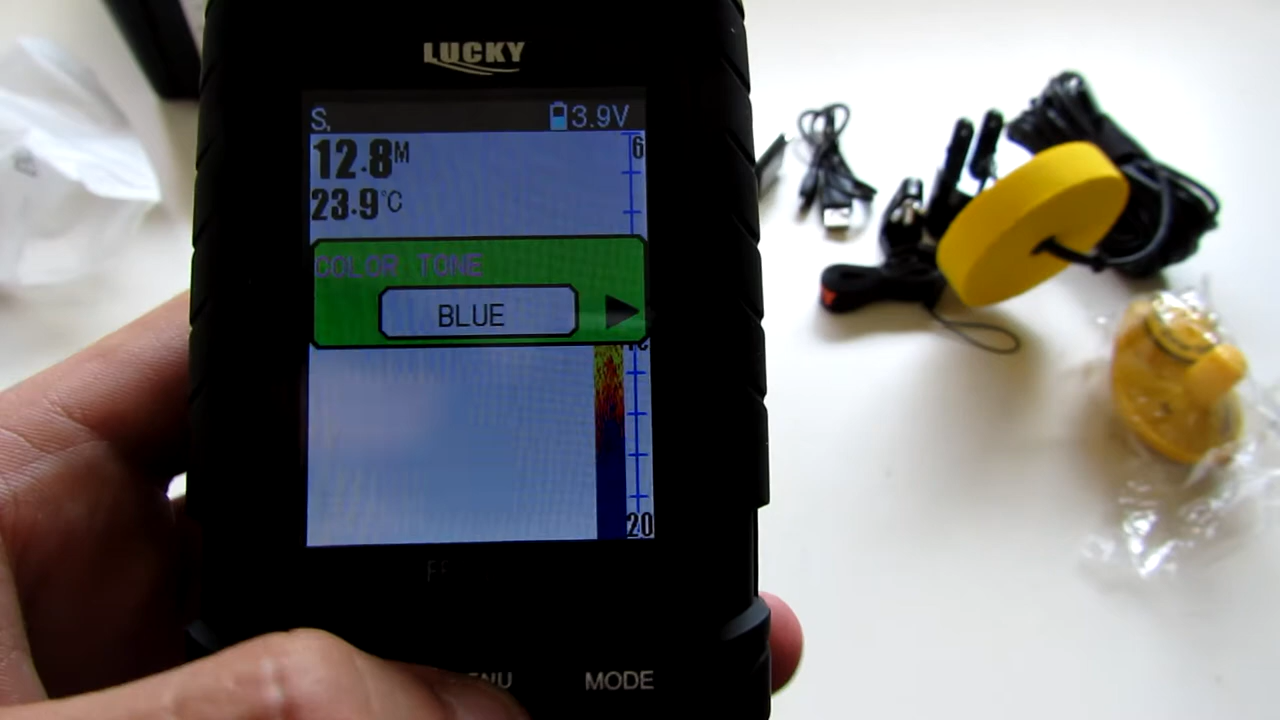 LUCKY
S, 3.9V
12.8M
23.9°C
6
COLOR TONE
BLUE
20
MODE